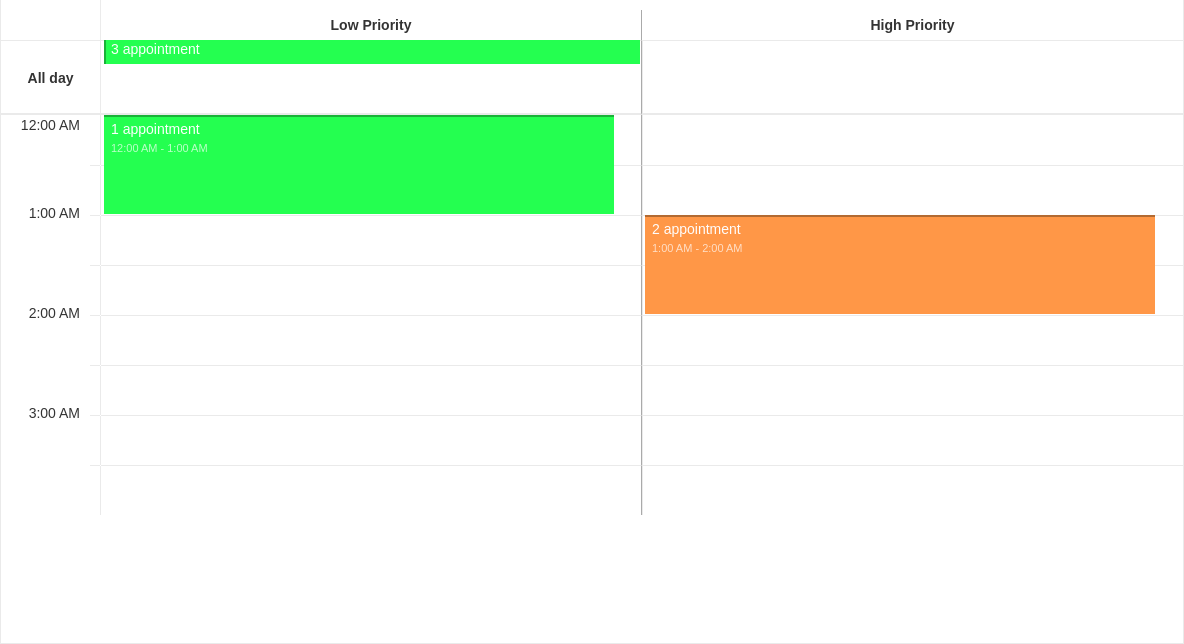 Low Priority
High Priority
All day
3 appointment
12:00 AM
1 appointment
12:00 AM - 1:00 AM
1:00 AM
2 appointment
1:00 AM - 2:00 AM
2:00 AM
3:00 AM